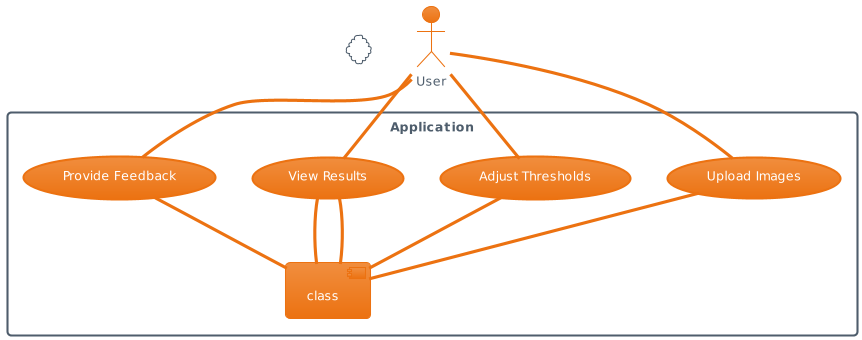 User
Application
Provide Feedback
View Results
Adjust Thresholds
Upload Images
class